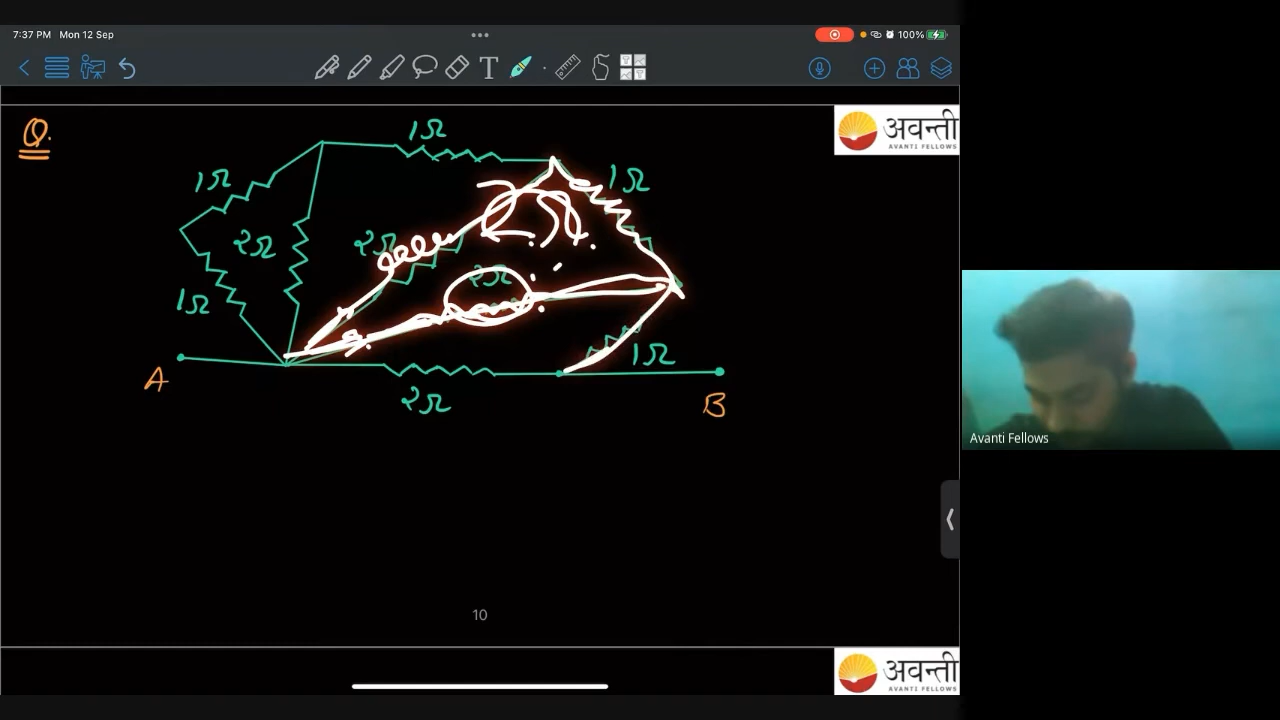 7:37 PM Mon 12 Sep
100%
T
Q.
अवन्ती
AVANTI FELLOWS
1Ω
1Ω
1Ω
2Ω
2Ω
2Ω
1Ω
1Ω
A
2Ω
B
Avanti Fellows
10
अवन्ती
AVANTI FELLOWS